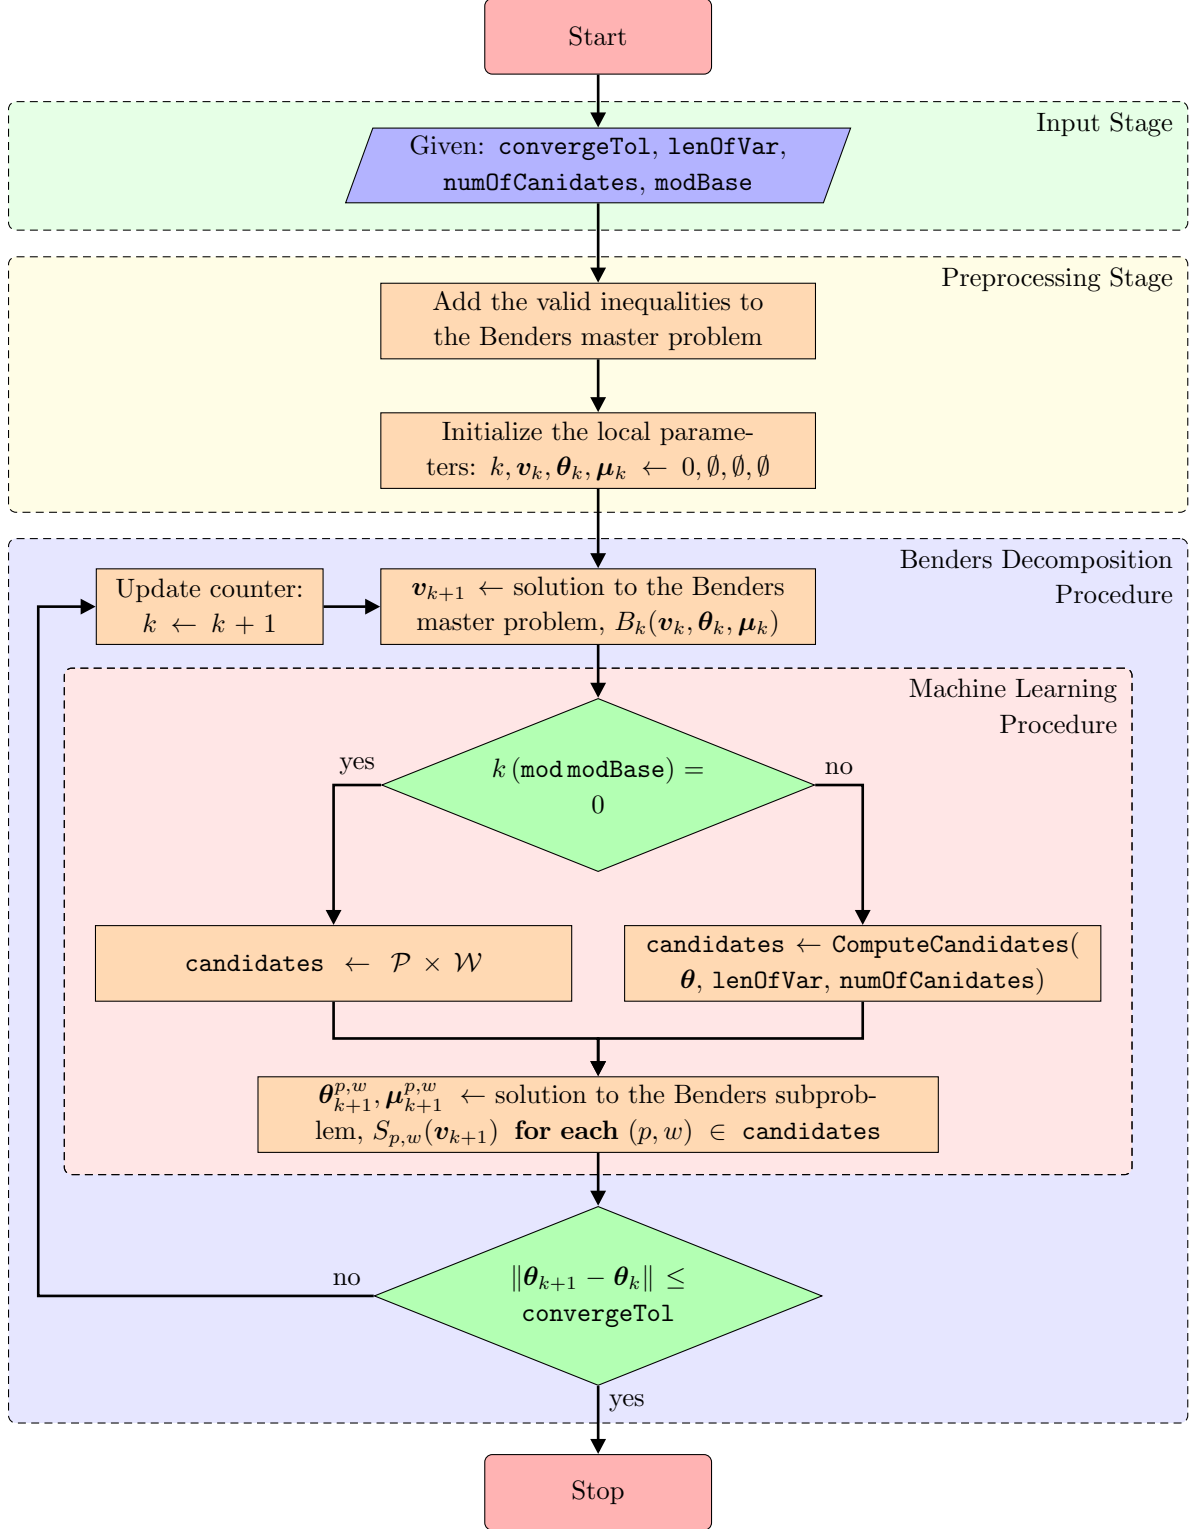 Start
Input Stage
Given: convergeTol, lenOfVar,
numOfCanidates, modBase
Preprocessing Stage
Add the valid inequalities to
the Benders master problem
Initialize the local parame-
ters: k, v_k, θ_k, μ_k ← 0, ∅, ∅, ∅
Benders Decomposition
Procedure
Update counter:
k ← k + 1
v_{k+1} ← solution to the Benders
master problem, B_k(v_k, θ_k, μ_k)
Machine Learning
Procedure
yes
k (mod modBase) =
0
no
candidates ← 𝒫 × 𝒲
candidates ← ComputeCandidates(
θ, lenOfVar, numOfCanidates)
θ^{p,w}_{k+1}, μ^{p,w}_{k+1} ← solution to the Benders subprob-
lem, S_{p,w}(v_{k+1}) for each (p, w) ∈ candidates
no
‖θ_{k+1} − θ_k‖ ≤
convergeTol
yes
Stop